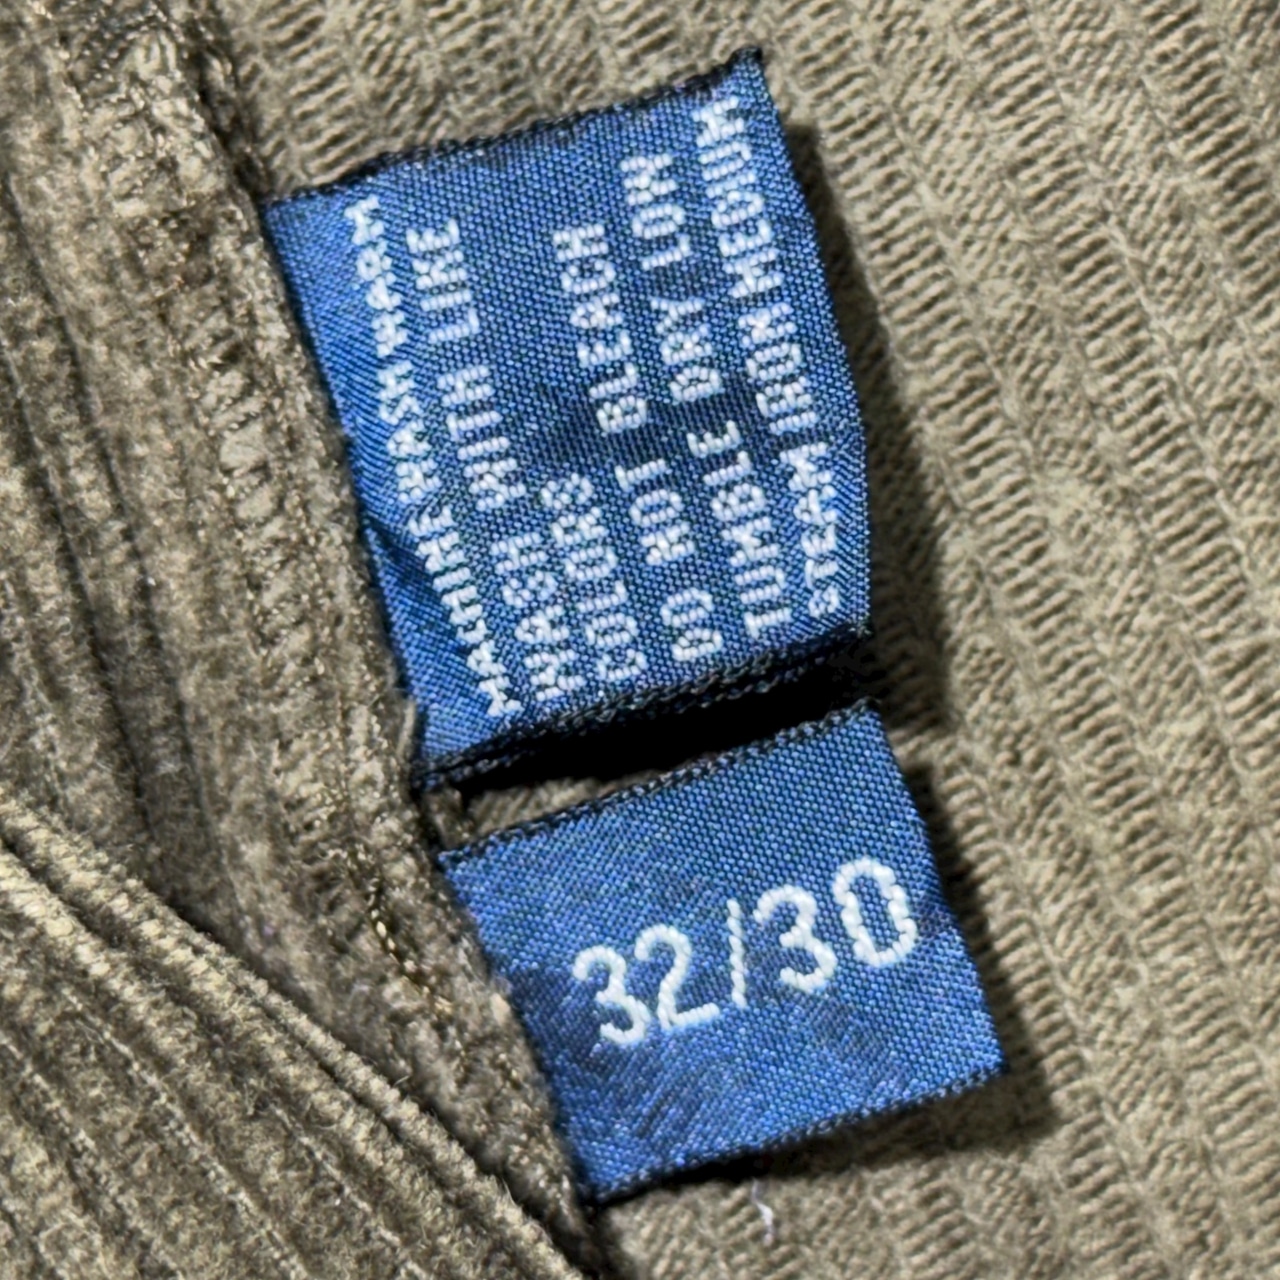 MACHINE WASH WARM
WASH WITH LIKE
COLORS
DO NOT BLEACH
TUMBLE DRY LOW
STEAM IRON MEDIUM
32/30